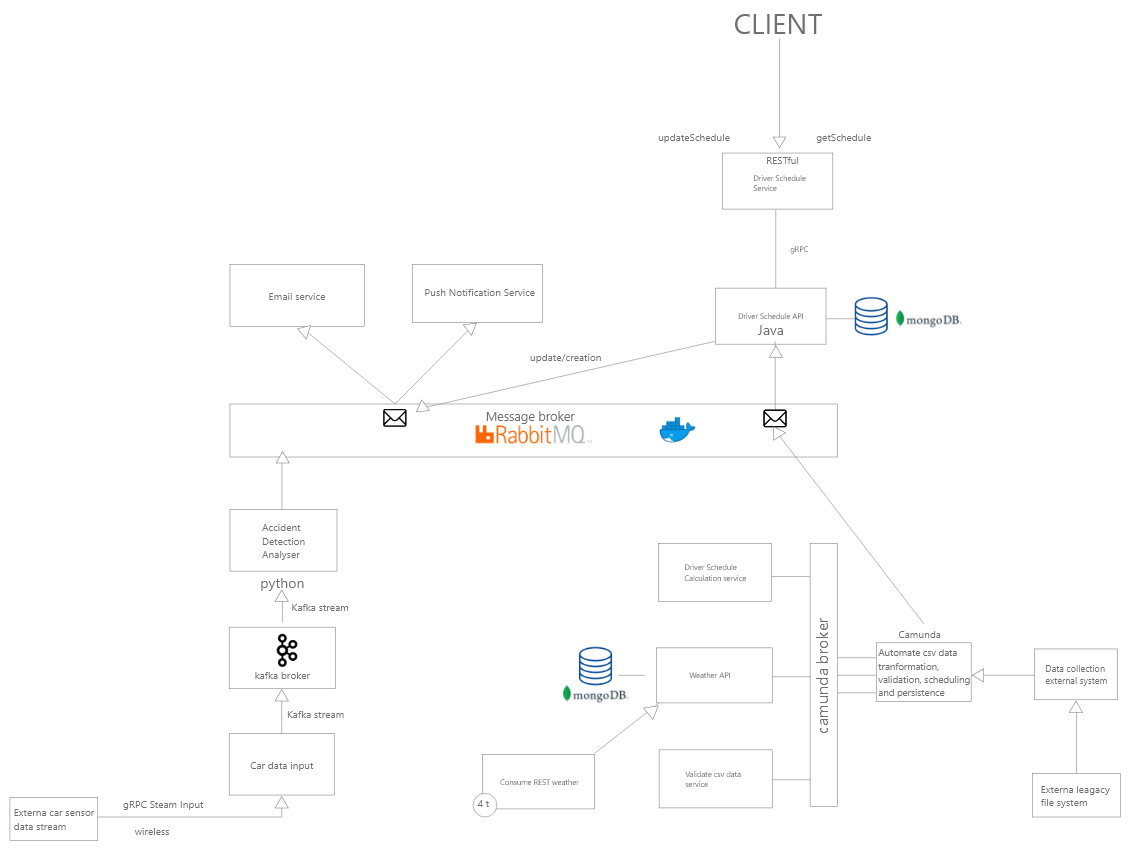 CLIENT
updateSchedule
getSchedule
RESTful
Driver Schedule
Service
gRPC
Email service
Push Notification Service
Driver Schedule API
Java
mongoDB.
update/creation
Message broker
RabbitMQ
Accident
Detection
Analyser
python
Kafka stream
kafka broker
Kafka stream
Car data input
Externa car sensor
data stream
gRPC Steam Input
wireless
Driver Schedule
Calculation service
mongoDB.
Weather API
Consume REST weather
4 t
Validate csv data
service
camunda broker
Camunda
Automate csv data
tranformation,
validation, scheduling
and persistence
Data collection
external system
Externa leagacy
file system